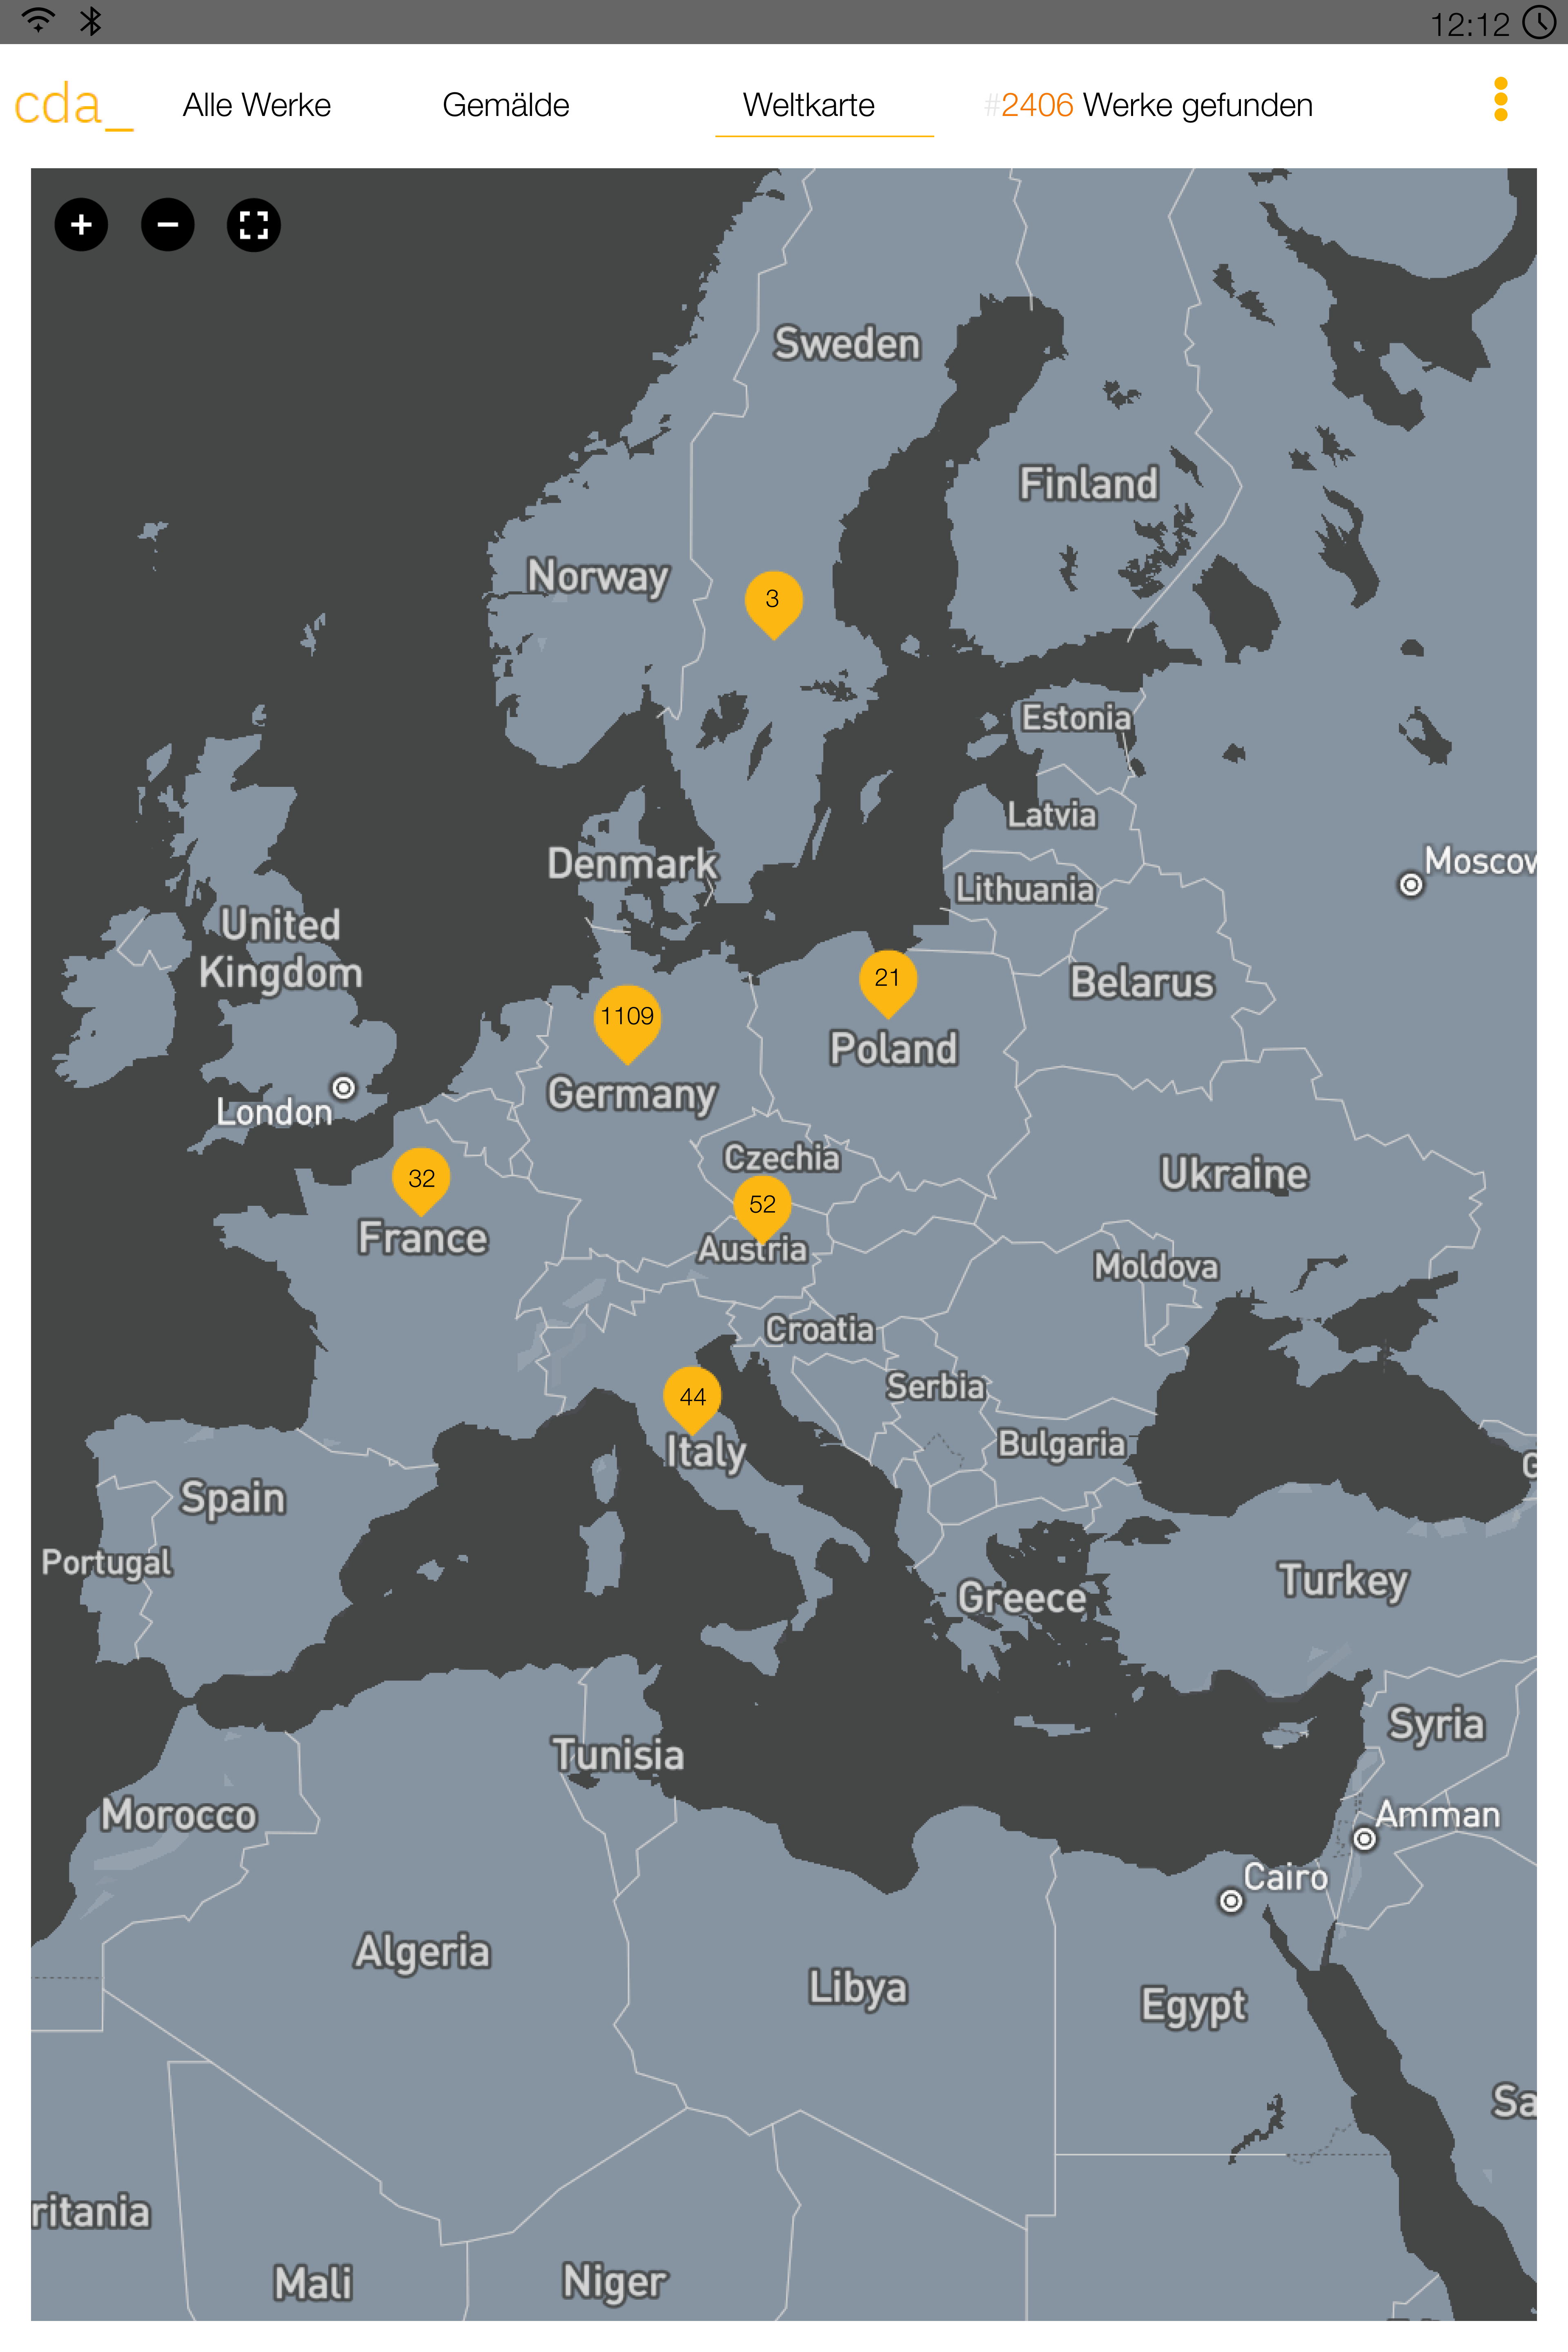 12:12
cda_
Alle Werke
Gemälde
Weltkarte
#2406 Werke gefunden
Sweden
Finland
Norway
3
Estonia
Latvia
Moscow
Denmark
Lithuania
United
Kingdom
21
Belarus
1109
Poland
Germany
London
Czechia
32
Ukraine
52
France
Austria
Moldova
Croatia
Serbia
44
Italy
Bulgaria
G
Spain
Portugal
Turkey
Greece
Syria
Tunisia
Morocco
Amman
Cairo
Algeria
Libya
Egypt
Sa
ritania
Mali
Niger